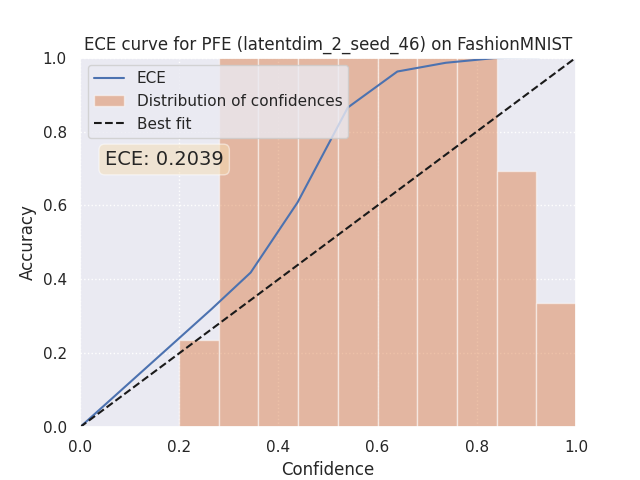 ECE curve for PFE (latentdim_2_seed_46) on FashionMNIST
ECE
Distribution of confidences
Best fit
ECE: 0.2039
Accuracy
1.0
0.8
0.6
0.4
0.2
0.0
0.0 0.2 0.4 0.6 0.8 1.0
Confidence